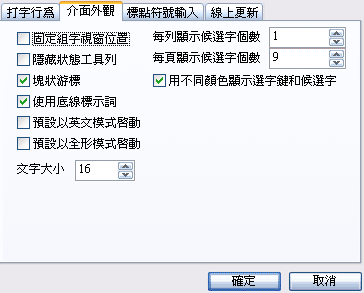 打字行為 介面外觀 標點符號輸入 線上更新
固定組字視窗位置
隱藏狀態工具列
塊狀游標
使用底線標示詞
預設以英文模式啓動
預設以全形模式啓動
文字大小 16
每列顯示候選字個數 1
每頁顯示候選字個數 9
用不同顏色顯示選字鍵和候選字
確定 取消